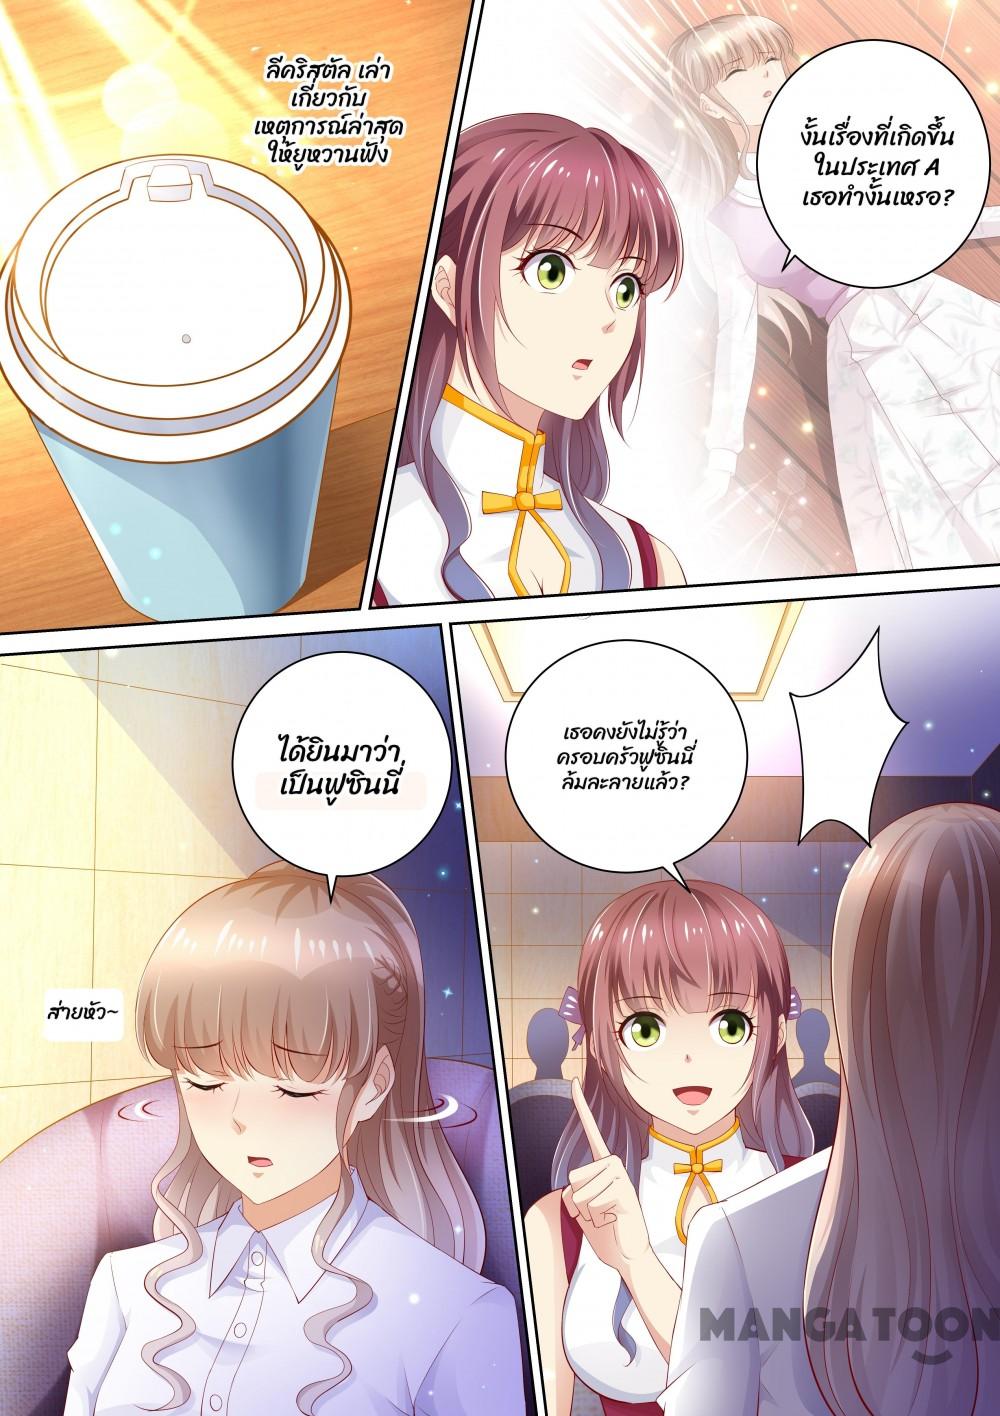 ลีคริสตัล เล่า
เกี่ยวกับ
เหตุการณ์ล่าสุด
ให้ยูหวานฟัง
งั้นเรื่องที่เกิดขึ้น
ในประเทศ A
เธอทำงั้นเหรอ?
ได้ยินมาว่า
เป็นฟูซินนี่
ส่ายหัว~
เธอคงยังไม่รู้ว่า
ครอบครัวฟูซินนี่
ล้มละลายแล้ว?
MANGATOON